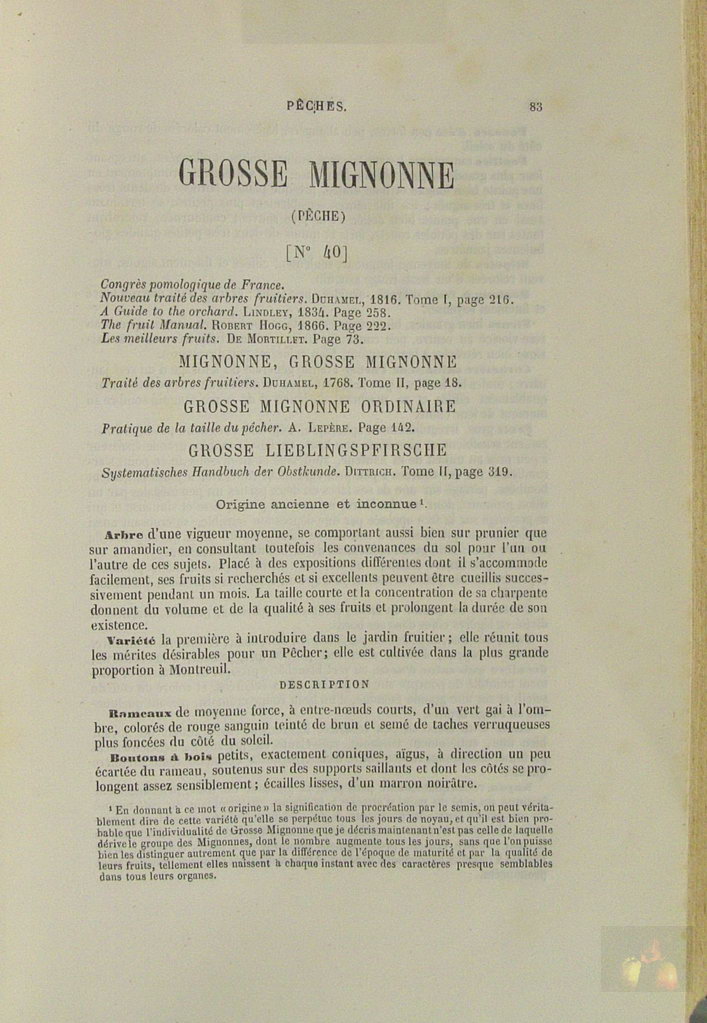 PÊCHES.
83
GROSSE MIGNONNE
(PÊCHE)
[N° 40]
Congrès pomologique de France.
Nouveau traité des arbres fruitiers. DUHAMEL, 1816. Tome I, page 216.
A Guide to the orchard. LINDLEY, 1834. Page 258.
The fruit Manual. ROBERT HOGG, 1866. Page 222.
Les meilleurs fruits. DE MORTILLET. Page 73.
MIGNONNE, GROSSE MIGNONNE
Traité des arbres fruitiers. DUHAMEL, 1768. Tome II, page 18.
GROSSE MIGNONNE ORDINAIRE
Pratique de la taille du pêcher. A. LEPÈRE. Page 142.
GROSSE LIEBLINGSPFIRSCHE
Systematisches Handbuch der Obstkunde. DITTRICH. Tome II, page 319.
Origine ancienne et inconnue ¹.
Arbre d'une vigueur moyenne, se comportant aussi bien sur prunier que
sur amandier, en consultant toutefois les convenances du sol pour l'un ou
l'autre de ces sujets. Placé à des expositions différentes dont il s'accommode
facilement, ses fruits si recherchés et si excellents peuvent être cueillis succes-
sivement pendant un mois. La taille courte et la concentration de sa charpente
donnent du volume et de la qualité à ses fruits et prolongent la durée de son
existence.
Variété la première à introduire dans le jardin fruitier ; elle réunit tous
les mérites désirables pour un Pêcher ; elle est cultivée dans la plus grande
proportion à Montreuil.
DESCRIPTION
Rameaux de moyenne force, à entre-nœuds courts, d'un vert gai à l'om-
bre, colorés de rouge sanguin teinté de brun et semé de taches verruqueuses
plus foncées du côté du soleil.
Boutons à bois petits, exactement coniques, aïgus, à direction un peu
écartée du rameau, soutenus sur des supports saillants et dont les côtés se pro-
longent assez sensiblement ; écailles lisses, d'un marron noirâtre.
¹ En donnant à ce mot « origine » la signification de procréation par le semis, on peut vérita-
blement dire de cette variété qu'elle se perpétue tous les jours de noyau, et qu'il est bien pro-
bable que l'individualité de Grosse Mignonne que je décris maintenant n'est pas celle de laquelle
dérive le groupe des Mignonnes, dont le nombre augmente tous les jours, sans que l'on puisse
bien les distinguer autrement que par la différence de l'époque de maturité et par la qualité de
leurs fruits, tellement elles naissent à chaque instant avec des caractères presque semblables
dans tous leurs organes.